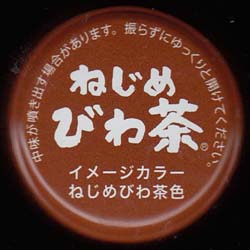 中味が噴き出す場合があります。振らずにゆっくりと開けてください。
ねじめ
びわ茶®
イメージカラー
ねじめびわ茶色